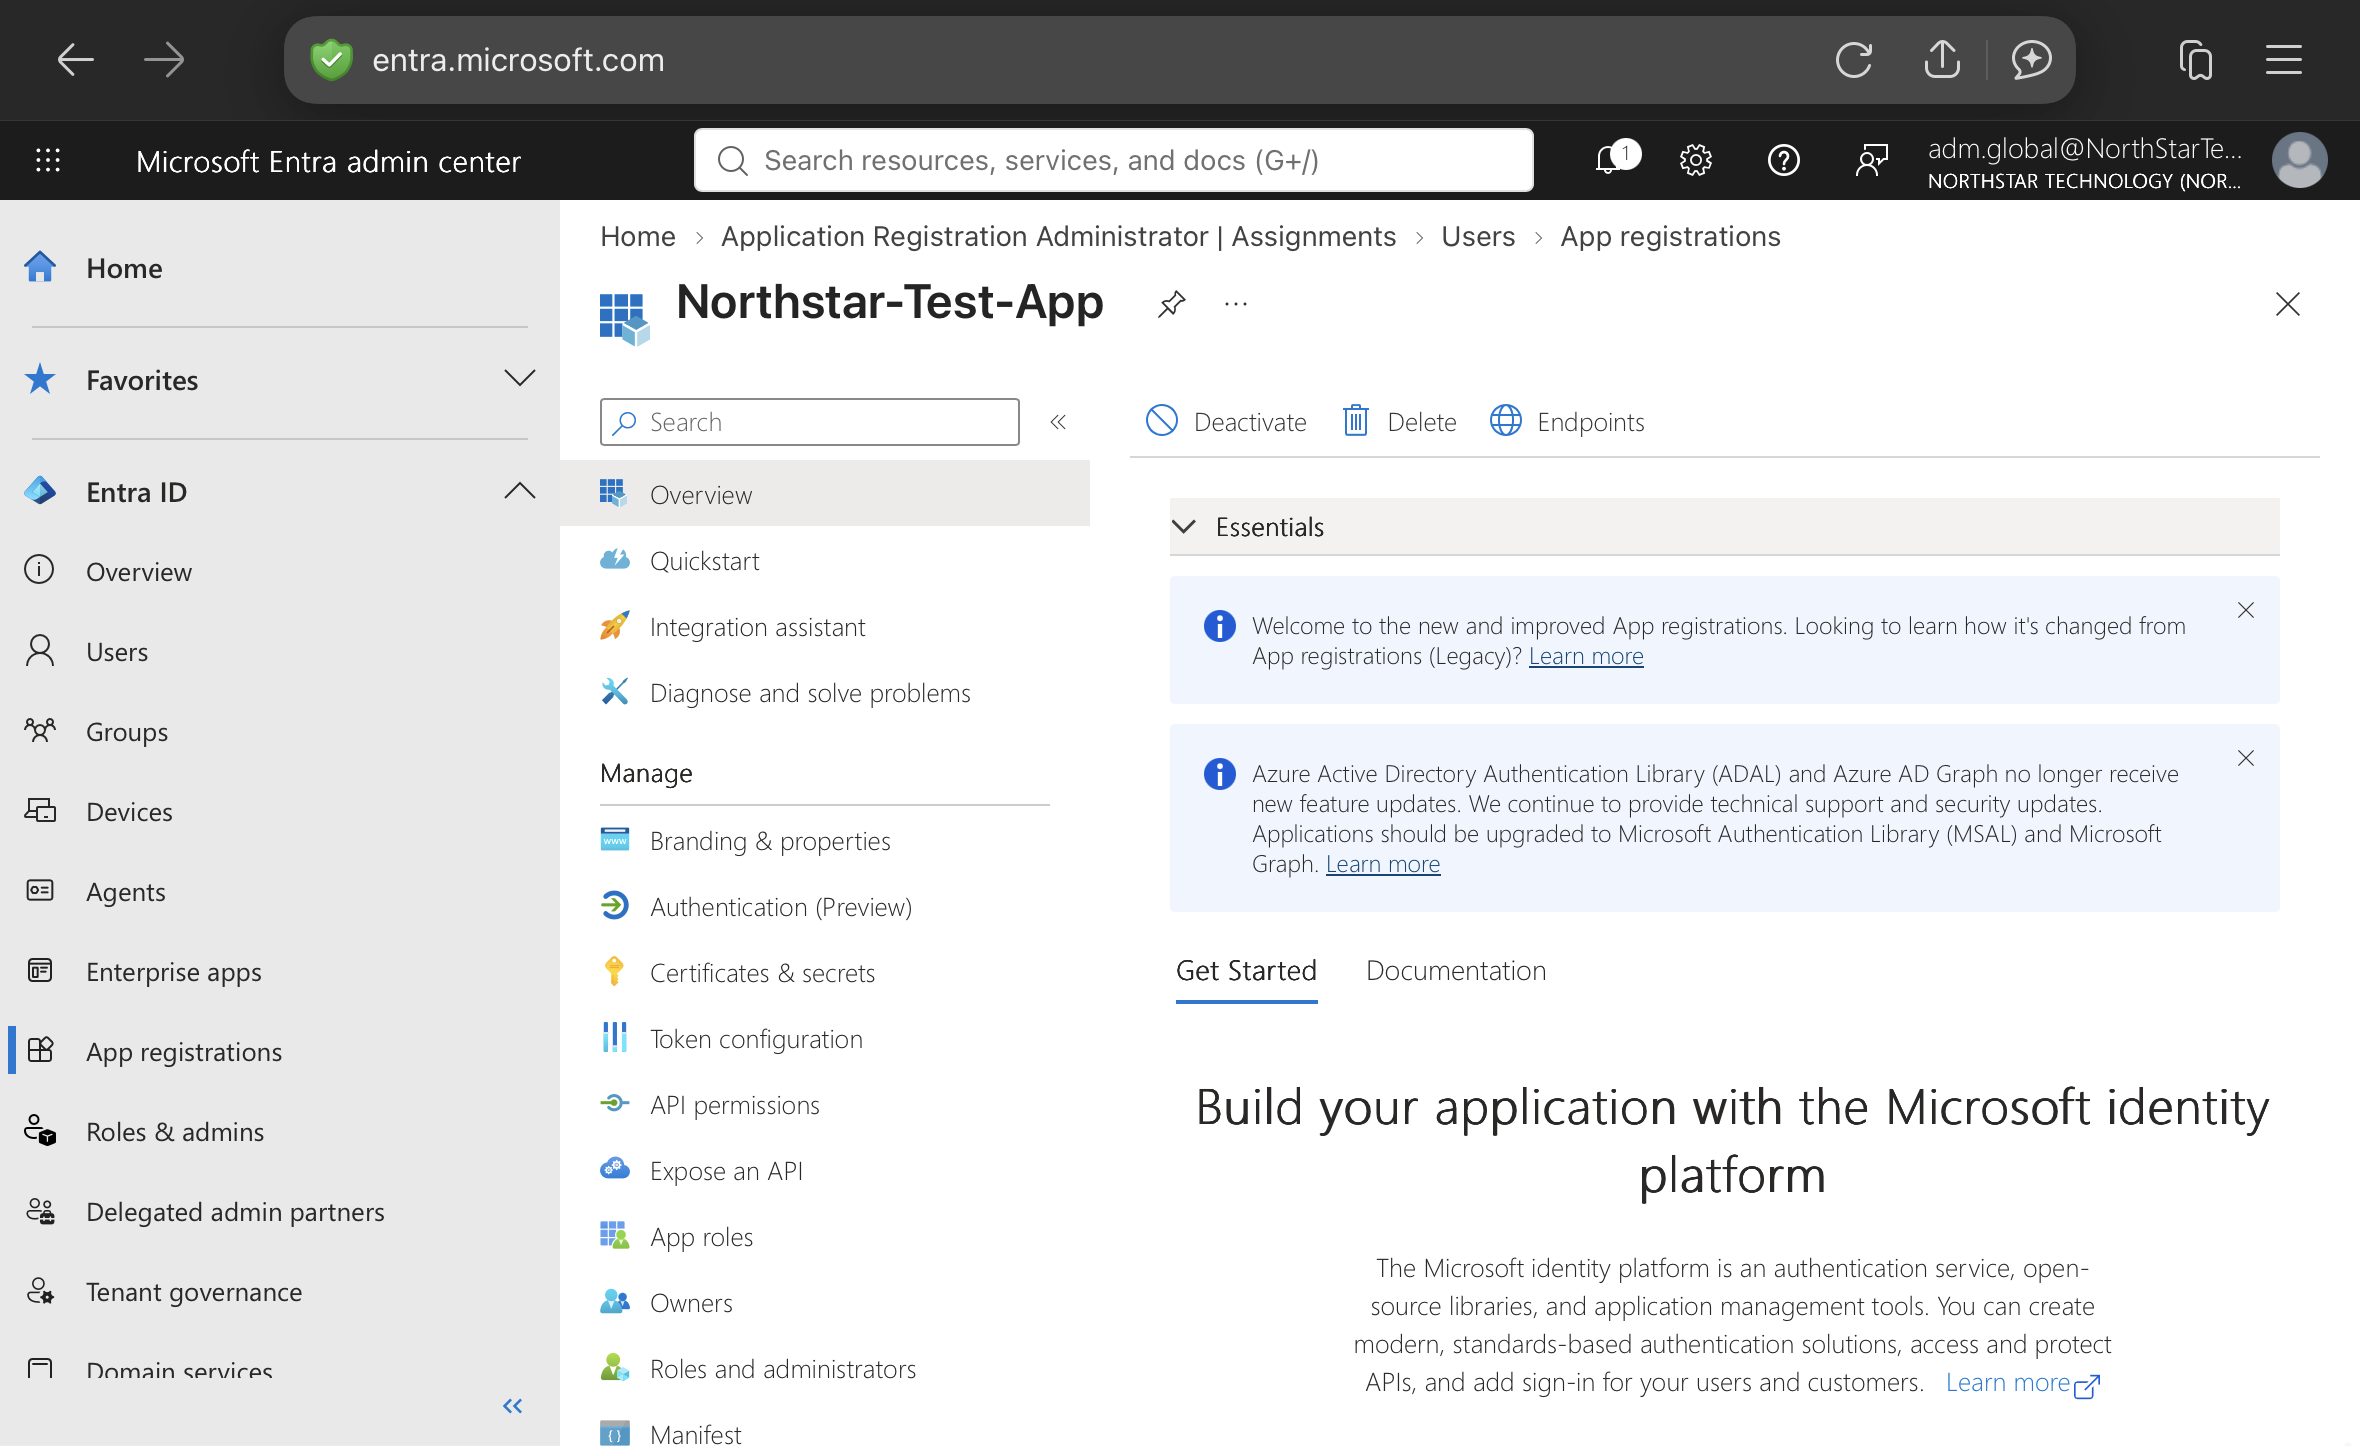 entra.microsoft.com
Microsoft Entra admin center
Search resources, services, and docs (G+/)
1
adm.global@NorthStarTe...
NORTHSTAR TECHNOLOGY (NOR...
Home
Favorites
Entra ID
Overview
Users
Groups
Devices
Agents
Enterprise apps
App registrations
Roles & admins
Delegated admin partners
Tenant governance
Domain services
Home > Application Registration Administrator | Assignments > Users > App registrations
Northstar-Test-App
Search
Overview
Quickstart
Integration assistant
Diagnose and solve problems
Manage
Branding & properties
Authentication (Preview)
Certificates & secrets
Token configuration
API permissions
Expose an API
App roles
Owners
Roles and administrators
Manifest
Deactivate
Delete
Endpoints
Essentials
Welcome to the new and improved App registrations. Looking to learn how it's changed from
App registrations (Legacy)? Learn more
Azure Active Directory Authentication Library (ADAL) and Azure AD Graph no longer receive
new feature updates. We continue to provide technical support and security updates.
Applications should be upgraded to Microsoft Authentication Library (MSAL) and Microsoft
Graph. Learn more
Get Started
Documentation
Build your application with the Microsoft identity
platform
The Microsoft identity platform is an authentication service, open-
source libraries, and application management tools. You can create
modern, standards-based authentication solutions, access and protect
APIs, and add sign-in for your users and customers. Learn more